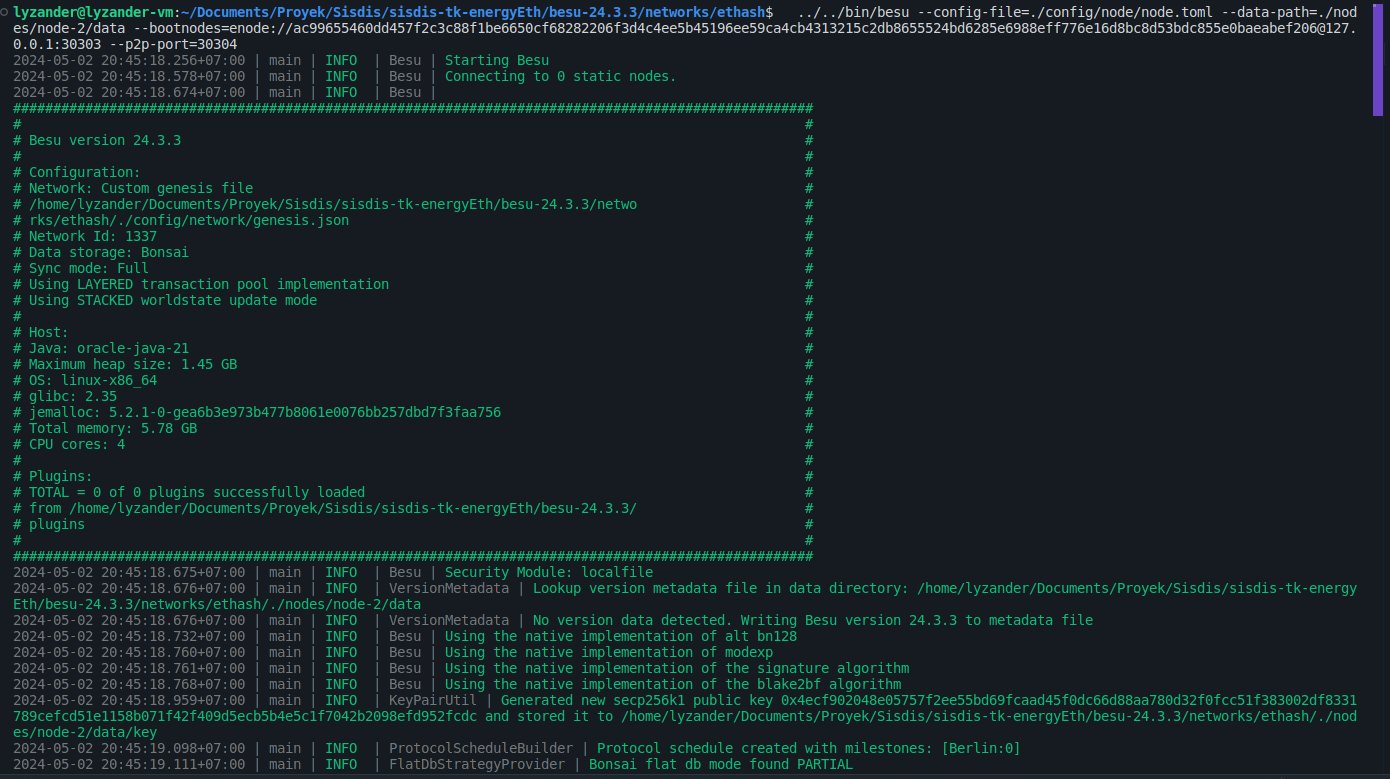 lyzander@lyzander-vm:~/Documents/Proyek/Sisdis/sisdis-tk-energyEth/besu-24.3.3/networks/ethash$   ../../bin/besu --config-file=./config/node/node.toml --data-path=./nod
es/node-2/data --bootnodes=enode://ac99655460dd457f2c3c88f1be6650cf68282206f3d4c4ee5b45196ee59ca4cb4313215c2db8655524bd6285e6988eff776e16d8bc8d53bdc855e0baeabef206@127.
0.0.1:30303 --p2p-port=30304
2024-05-02 20:45:18.256+07:00 | main | INFO  | Besu | Starting Besu
2024-05-02 20:45:18.578+07:00 | main | INFO  | Besu | Connecting to 0 static nodes.
2024-05-02 20:45:18.674+07:00 | main | INFO  | Besu |
####################################################################################################
#                                                                                                  #
# Besu version 24.3.3                                                                              #
#                                                                                                  #
# Configuration:                                                                                   #
# Network: Custom genesis file                                                                     #
# /home/lyzander/Documents/Proyek/Sisdis/sisdis-tk-energyEth/besu-24.3.3/netwo                     #
# rks/ethash/./config/network/genesis.json                                                         #
# Network Id: 1337                                                                                 #
# Data storage: Bonsai                                                                             #
# Sync mode: Full                                                                                  #
# Using LAYERED transaction pool implementation                                                    #
# Using STACKED worldstate update mode                                                             #
#                                                                                                  #
# Host:                                                                                            #
# Java: oracle-java-21                                                                             #
# Maximum heap size: 1.45 GB                                                                       #
# OS: linux-x86_64                                                                                 #
# glibc: 2.35                                                                                      #
# jemalloc: 5.2.1-0-gea6b3e973b477b8061e0076bb257dbd7f3faa756                                      #
# Total memory: 5.78 GB                                                                            #
# CPU cores: 4                                                                                     #
#                                                                                                  #
# Plugins:                                                                                         #
# TOTAL = 0 of 0 plugins successfully loaded                                                       #
# from /home/lyzander/Documents/Proyek/Sisdis/sisdis-tk-energyEth/besu-24.3.3/                     #
# plugins                                                                                          #
#                                                                                                  #
####################################################################################################
2024-05-02 20:45:18.675+07:00 | main | INFO  | Besu | Security Module: localfile
2024-05-02 20:45:18.676+07:00 | main | INFO  | VersionMetadata | Lookup version metadata file in data directory: /home/lyzander/Documents/Proyek/Sisdis/sisdis-tk-energy
Eth/besu-24.3.3/networks/ethash/./nodes/node-2/data
2024-05-02 20:45:18.676+07:00 | main | INFO  | VersionMetadata | No version data detected. Writing Besu version 24.3.3 to metadata file
2024-05-02 20:45:18.732+07:00 | main | INFO  | Besu | Using the native implementation of alt bn128
2024-05-02 20:45:18.760+07:00 | main | INFO  | Besu | Using the native implementation of modexp
2024-05-02 20:45:18.761+07:00 | main | INFO  | Besu | Using the native implementation of the signature algorithm
2024-05-02 20:45:18.768+07:00 | main | INFO  | Besu | Using the native implementation of the blake2bf algorithm
2024-05-02 20:45:18.959+07:00 | main | INFO  | KeyPairUtil | Generated new secp256k1 public key 0x4ecf902048e05757f2ee55bd69fcaad45f0dc66d88aa780d32f0fcc51f383002df8331
789cefcd51e1158b071f42f409d5ecb5b4e5c1f7042b2098efd952fcdc and stored it to /home/lyzander/Documents/Proyek/Sisdis/sisdis-tk-energyEth/besu-24.3.3/networks/ethash/./nod
es/node-2/data/key
2024-05-02 20:45:19.098+07:00 | main | INFO  | ProtocolScheduleBuilder | Protocol schedule created with milestones: [Berlin:0]
2024-05-02 20:45:19.111+07:00 | main | INFO  | FlatDbStrategyProvider | Bonsai flat db mode found PARTIAL